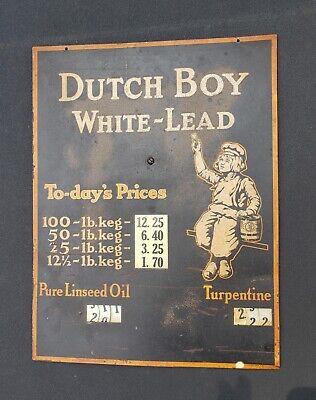 DUTCH BOY
WHITE-LEAD
To-day's Prices
100-lb. keg- 12.25
50-lb. keg- 6.40
25-lb. keg- 3.25
12½-lb. keg- 1.70
Pure Linseed Oil Turpentine